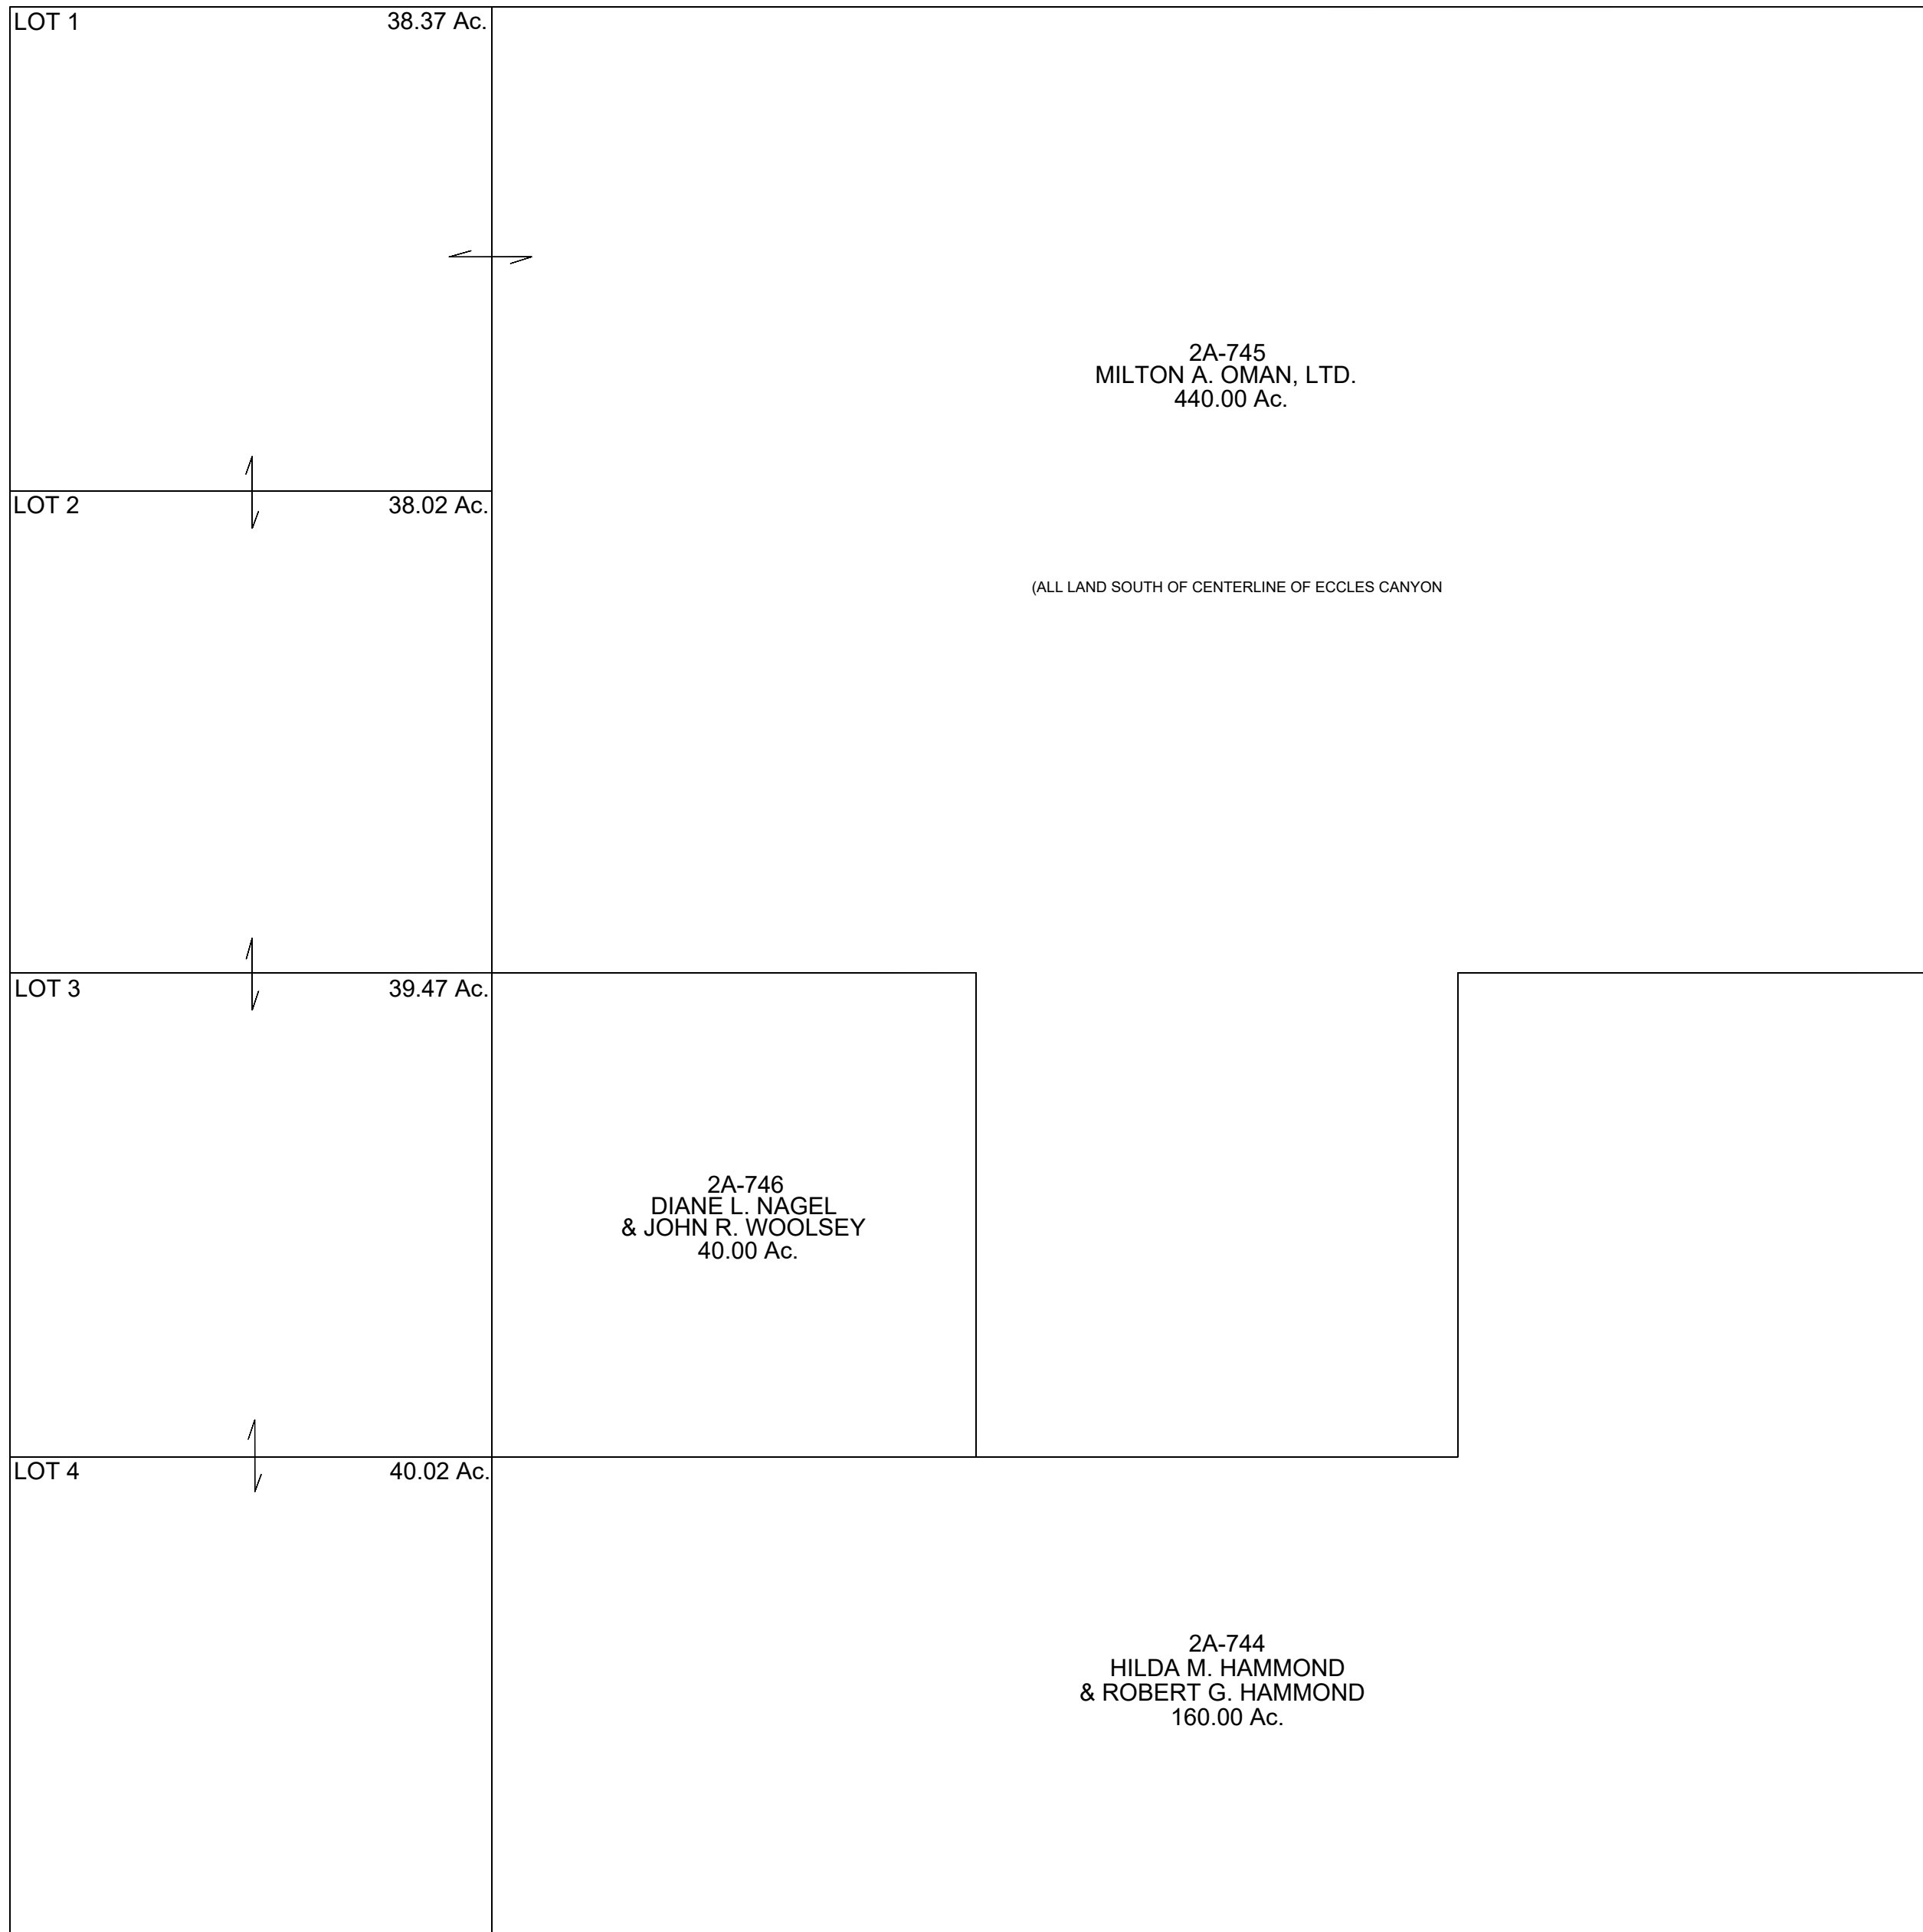 LOT 1 38.37 Ac.
2A-745
MILTON A. OMAN, LTD.
440.00 Ac.
LOT 2 38.02 Ac.
(ALL LAND SOUTH OF CENTERLINE OF ECCLES CANYON
LOT 3 39.47 Ac.
2A-746
DIANE L. NAGEL
& JOHN R. WOOLSEY
40.00 Ac.
LOT 4 40.02 Ac.
2A-744
HILDA M. HAMMOND
& ROBERT G. HAMMOND
160.00 Ac.